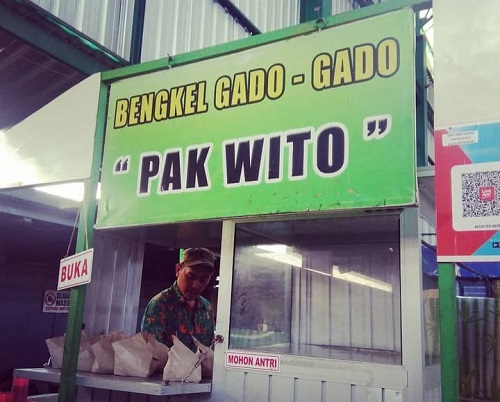 BENGKEL GADO - GADO
“ PAK WITO ”
BUKA
MOHON ANTRI